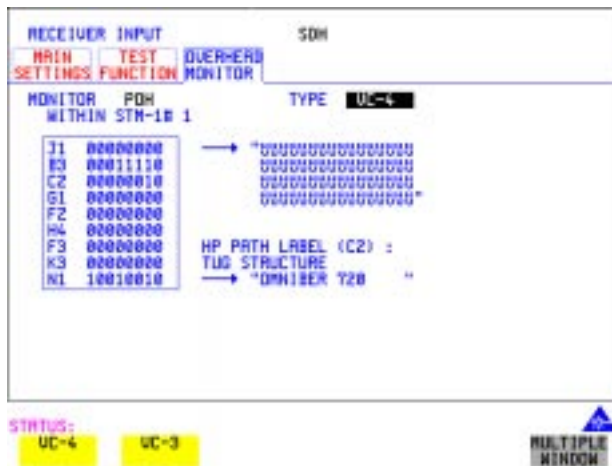 RECEIVER INPUT SDH
MAIN SETTINGS TEST FUNCTION OVERHEAD MONITOR
MONITOR POH TYPE VC-4
WITHIN STM-1# 1
J1 00000000
B3 00011110
C2 00000010
G1 00000000
F2 00000000
H4 00000000
F3 00000000
K3 00000000
N1 10010010
HP PATH LABEL (C2) :
TUG STRUCTURE
"OMNIBER 720 "
STATUS:
VC-4 VC-3 MULTIPLE WINDOW